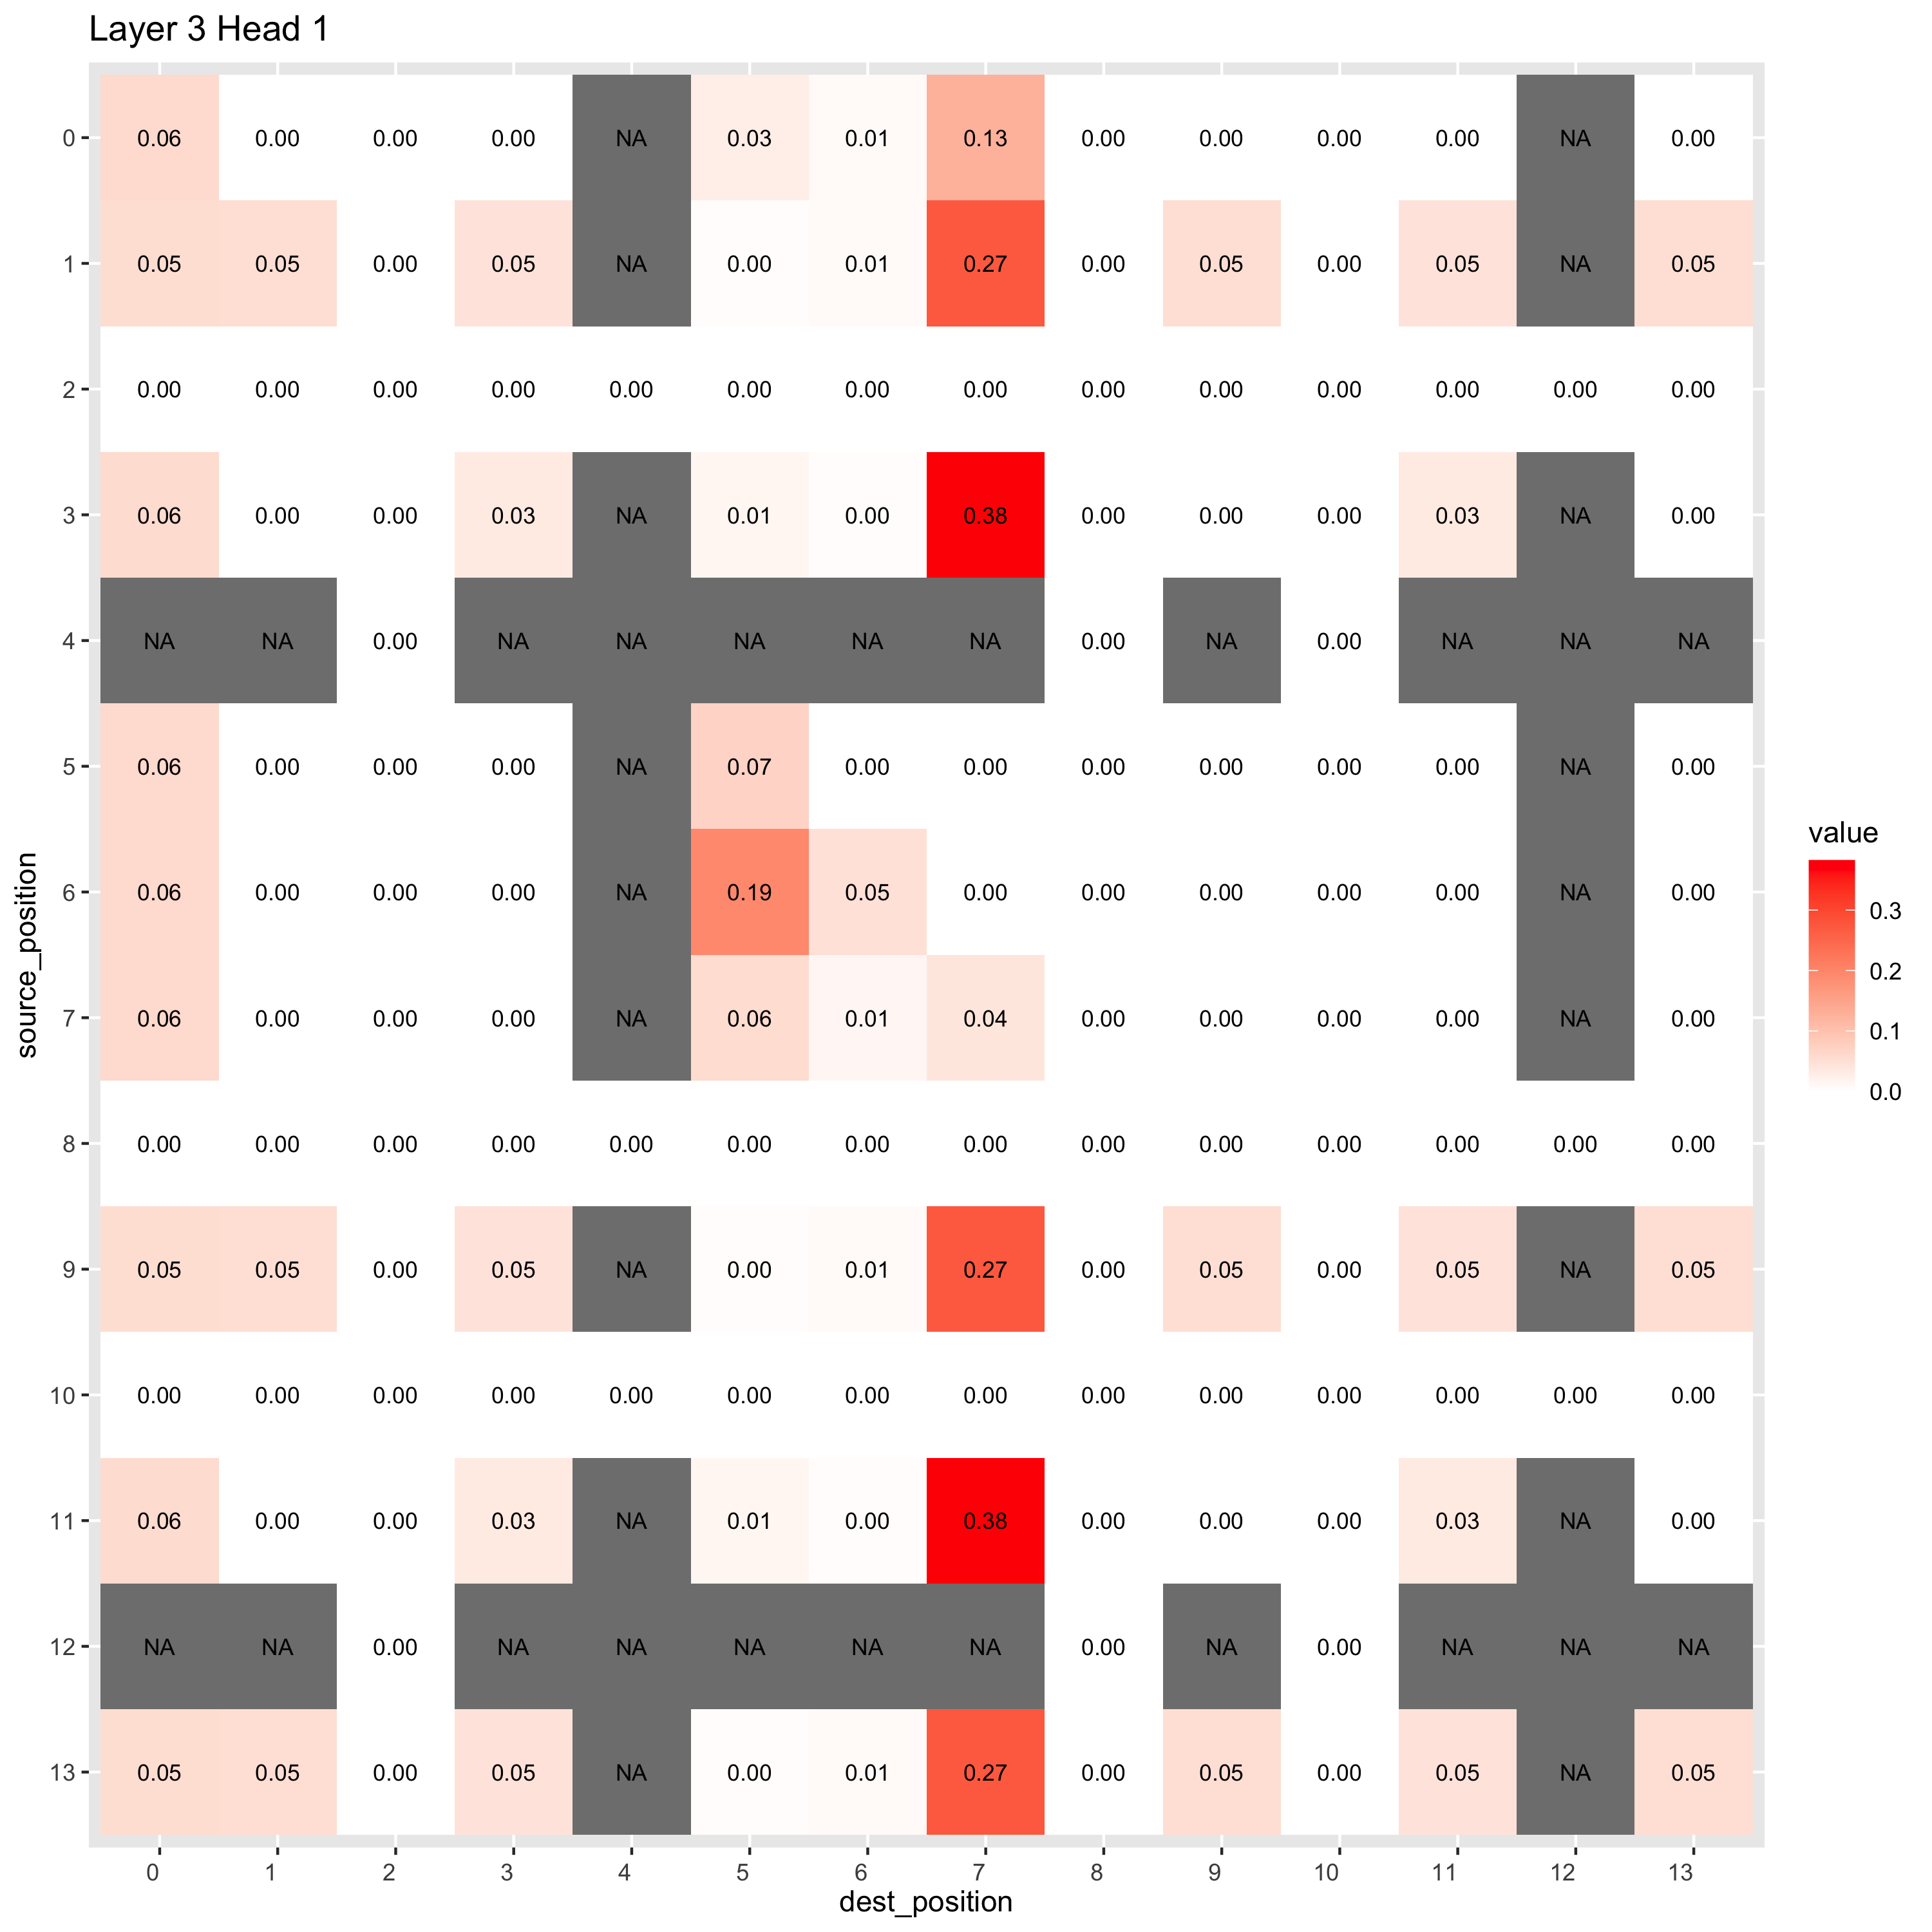 Layer 3 Head 1
0 0.06 0.00 0.00 0.00 NA 0.03 0.01 0.13 0.00 0.00 0.00 0.00 NA 0.00
1 0.05 0.05 0.00 0.05 NA 0.00 0.01 0.27 0.00 0.05 0.00 0.05 NA 0.05
2 0.00 0.00 0.00 0.00 0.00 0.00 0.00 0.00 0.00 0.00 0.00 0.00 0.00 0.00
3 0.06 0.00 0.00 0.03 NA 0.01 0.00 0.38 0.00 0.00 0.00 0.03 NA 0.00
4 NA NA 0.00 NA NA NA NA NA 0.00 NA 0.00 NA NA NA
5 0.06 0.00 0.00 0.00 NA 0.07 0.00 0.00 0.00 0.00 0.00 0.00 NA 0.00
6 0.06 0.00 0.00 0.00 NA 0.19 0.05 0.00 0.00 0.00 0.00 0.00 NA 0.00
7 0.06 0.00 0.00 0.00 NA 0.06 0.01 0.04 0.00 0.00 0.00 0.00 NA 0.00
8 0.00 0.00 0.00 0.00 0.00 0.00 0.00 0.00 0.00 0.00 0.00 0.00 0.00 0.00
9 0.05 0.05 0.00 0.05 NA 0.00 0.01 0.27 0.00 0.05 0.00 0.05 NA 0.05
10 0.00 0.00 0.00 0.00 0.00 0.00 0.00 0.00 0.00 0.00 0.00 0.00 0.00 0.00
11 0.06 0.00 0.00 0.03 NA 0.01 0.00 0.38 0.00 0.00 0.00 0.03 NA 0.00
12 NA NA 0.00 NA NA NA NA NA 0.00 NA 0.00 NA NA NA
13 0.05 0.05 0.00 0.05 NA 0.00 0.01 0.27 0.00 0.05 0.00 0.05 NA 0.05
0 1 2 3 4 5 6 7 8 9 10 11 12 13
dest_position
source_position
value
0.3
0.2
0.1
0.0